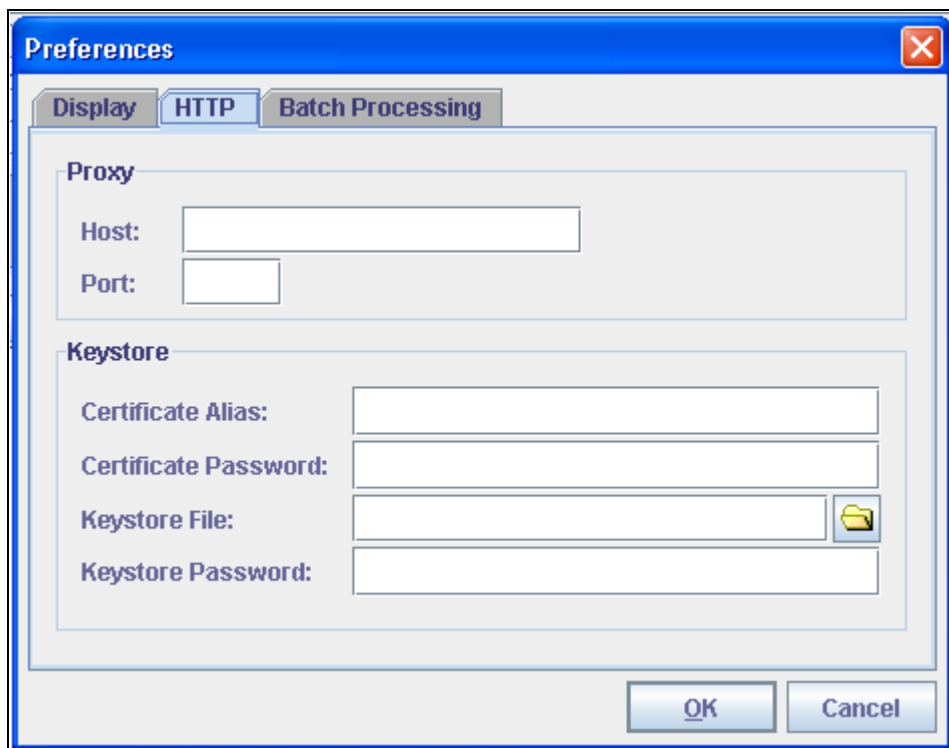 Preferences
Display HTTP Batch Processing
Proxy
Host:
Port:
Keystore
Certificate Alias:
Certificate Password:
Keystore File:
Keystore Password:
OK Cancel